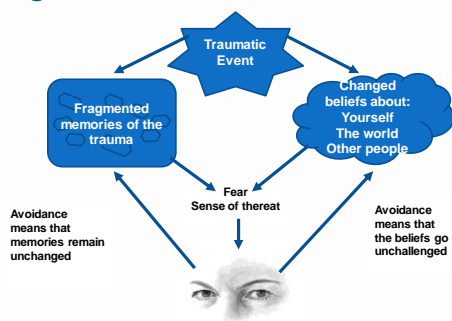 Traumatic
Event
Fragmented
memories of the
trauma
Changed
beliefs about:
Yourself
The world
Other people
Fear
Sense of thereat
Avoidance
means that
memories remain
unchanged
Avoidance
means that
the beliefs go
unchallenged